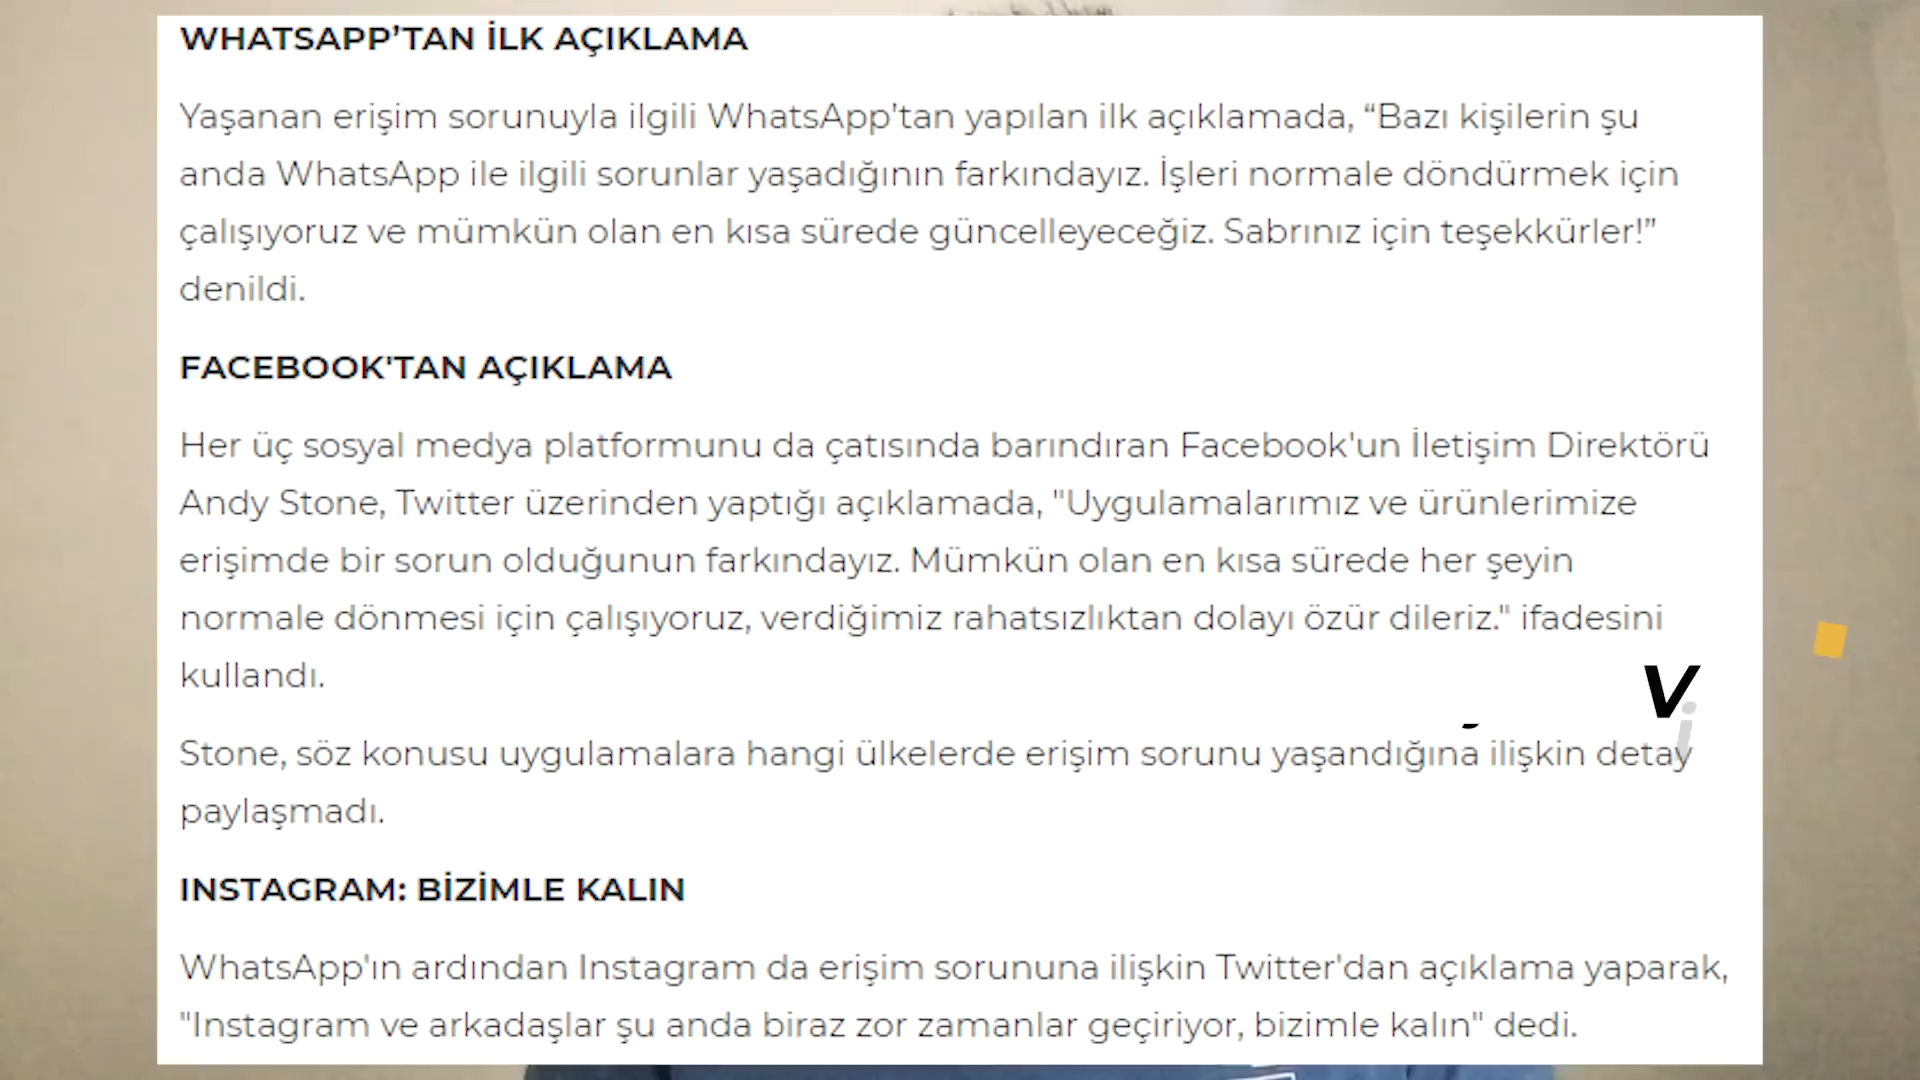 WHATSAPP’TAN İLK AÇIKLAMA
Yaşanan erişim sorunuyla ilgili WhatsApp'tan yapılan ilk açıklamada, “Bazı kişilerin şu
anda WhatsApp ile ilgili sorunlar yaşadığının farkındayız. İşleri normale döndürmek için
çalışıyoruz ve mümkün olan en kısa sürede güncelleyeceğiz. Sabrınız için teşekkürler!”
denildi.
FACEBOOK'TAN AÇIKLAMA
Her üç sosyal medya platformunu da çatısında barındıran Facebook'un İletişim Direktörü
Andy Stone, Twitter üzerinden yaptığı açıklamada, "Uygulamalarımız ve ürünlerimize
erişimde bir sorun olduğunun farkındayız. Mümkün olan en kısa sürede her şeyin
normale dönmesi için çalışıyoruz, verdiğimiz rahatsızlıktan dolayı özür dileriz." ifadesini
kullandı.
Stone, söz konusu uygulamalara hangi ülkelerde erişim sorunu yaşandığına ilişkin detay
paylaşmadı.
INSTAGRAM: BİZİMLE KALIN
WhatsApp'ın ardından Instagram da erişim sorununa ilişkin Twitter'dan açıklama yaparak,
"Instagram ve arkadaşlar şu anda biraz zor zamanlar geçiriyor, bizimle kalın" dedi.